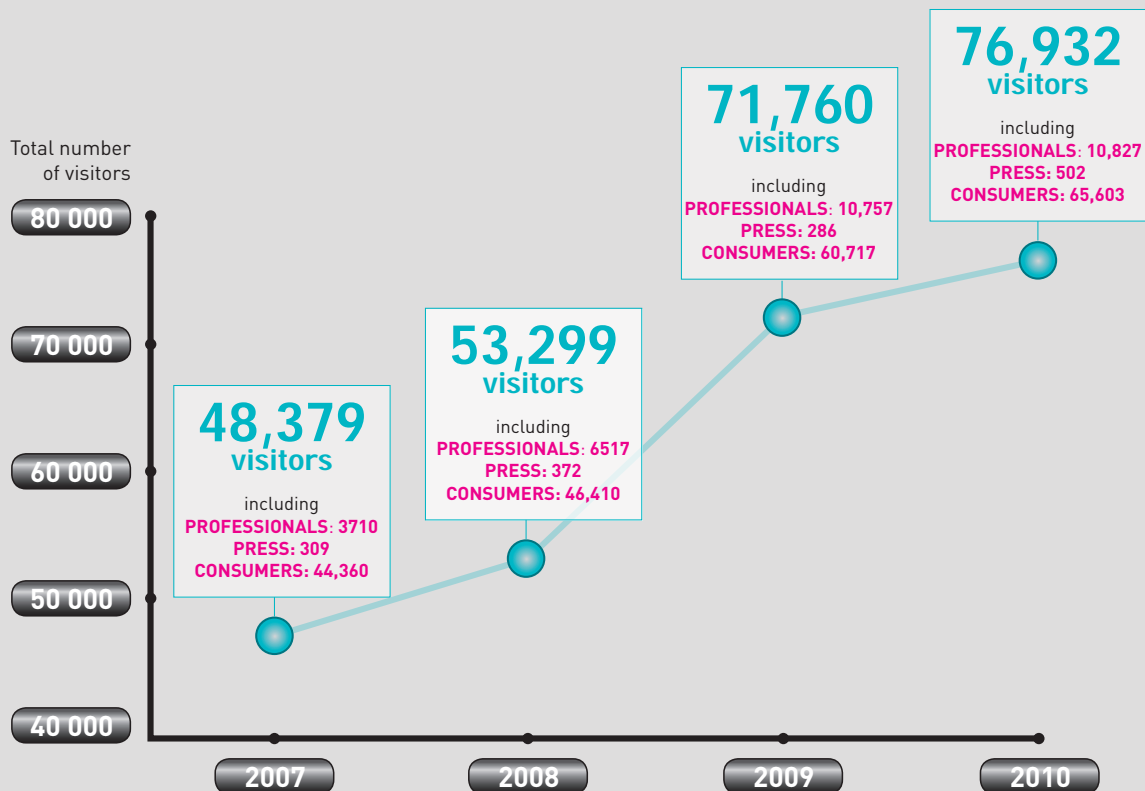 Total number
of visitors
80 000
70 000
60 000
50 000
40 000
48,379
visitors
including
PROFESSIONALS: 3710
PRESS: 309
CONSUMERS: 44,360
53,299
visitors
including
PROFESSIONALS: 6517
PRESS: 372
CONSUMERS: 46,410
71,760
visitors
including
PROFESSIONALS: 10,757
PRESS: 286
CONSUMERS: 60,717
76,932
visitors
including
PROFESSIONALS: 10,827
PRESS: 502
CONSUMERS: 65,603
2007
2008
2009
2010